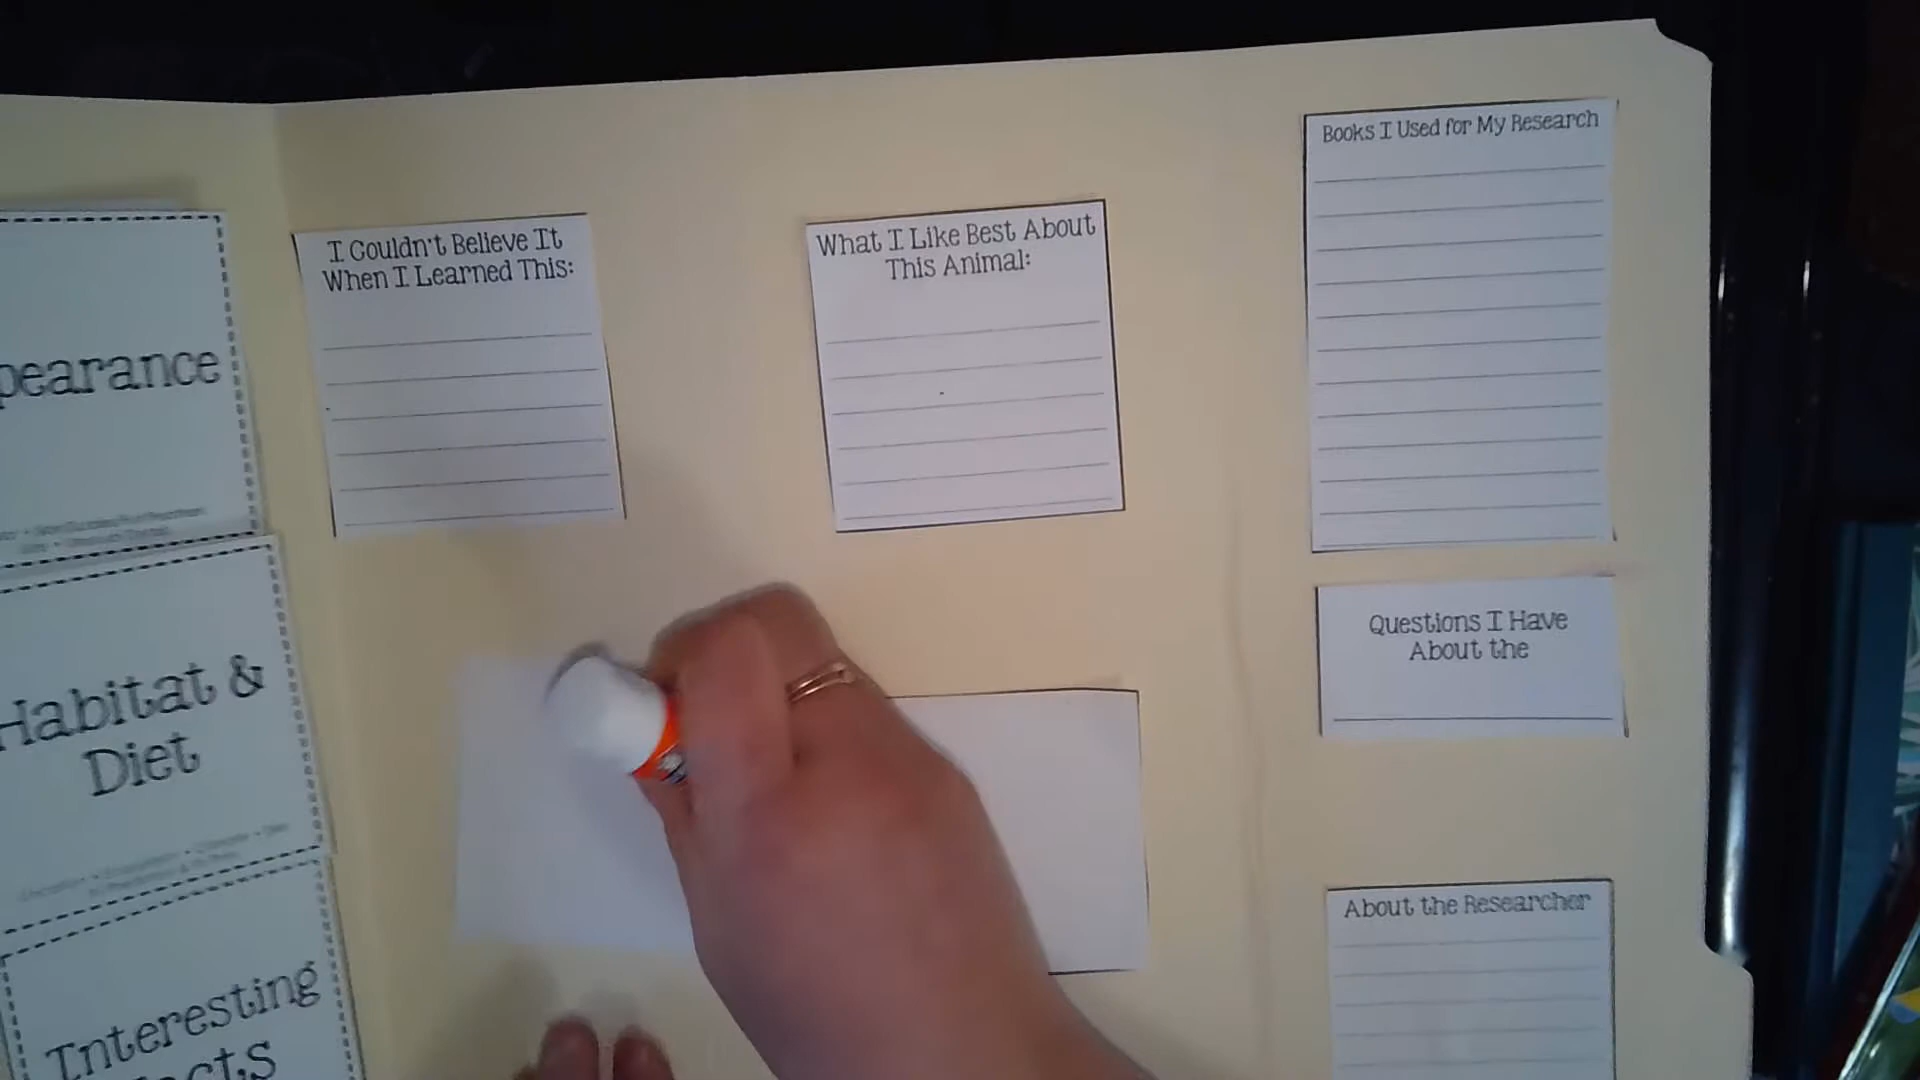 pearance
Habitat &
Diet
Interesting
I Couldn't Believe It
When I Learned This:
What I Like Best About
This Animal:
Books I Used for My Research
Questions I Have
About the
About the Researcher